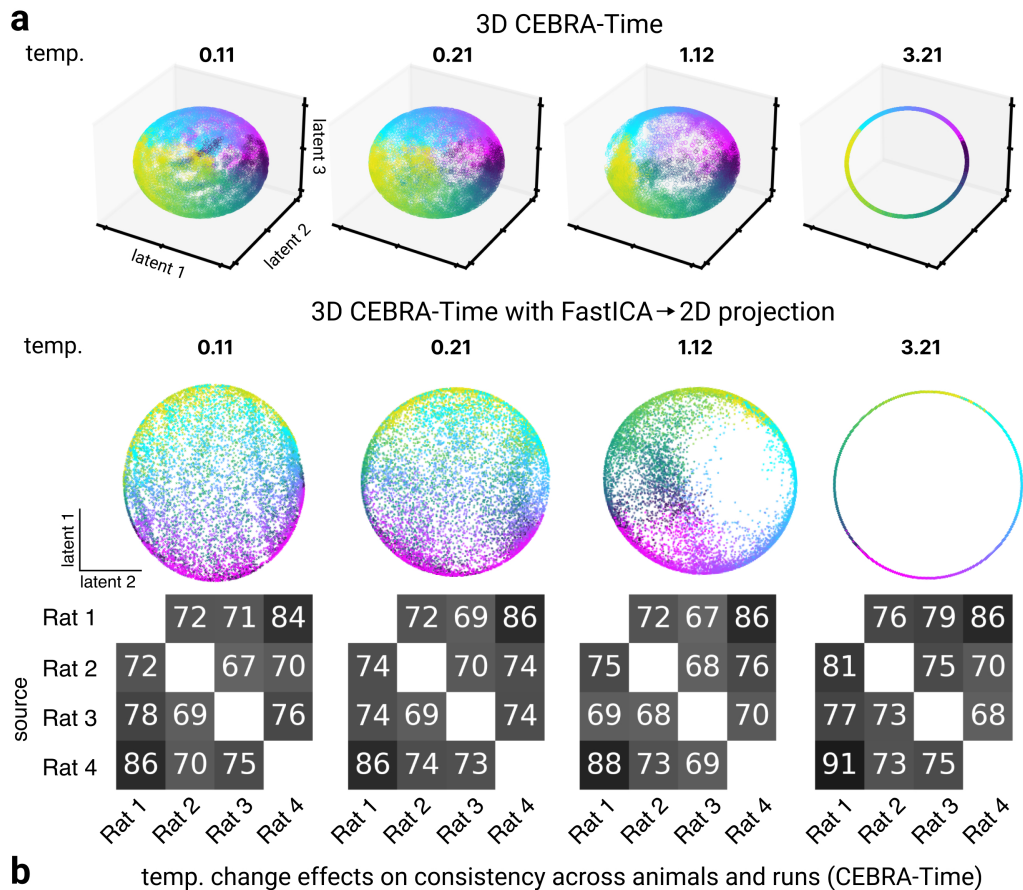 a
3D CEBRA-Time
temp. 0.11 0.21 1.12 3.21
latent 3
latent 2
latent 1
3D CEBRA-Time with FastICA→2D projection
temp. 0.11 0.21 1.12 3.21
latent 1
latent 2
source
Rat 1 72 71 84 72 69 86 72 67 86 76 79 86
Rat 2 72 67 70 74 70 74 75 68 76 81 75 70
Rat 3 78 69 76 74 69 74 69 68 70 77 73 68
Rat 4 86 70 75 86 74 73 88 73 69 91 73 75
Rat 1 Rat 2 Rat 3 Rat 4 Rat 1 Rat 2 Rat 3 Rat 4 Rat 1 Rat 2 Rat 3 Rat 4 Rat 1 Rat 2 Rat 3 Rat 4
b temp. change effects on consistency across animals and runs (CEBRA-Time)